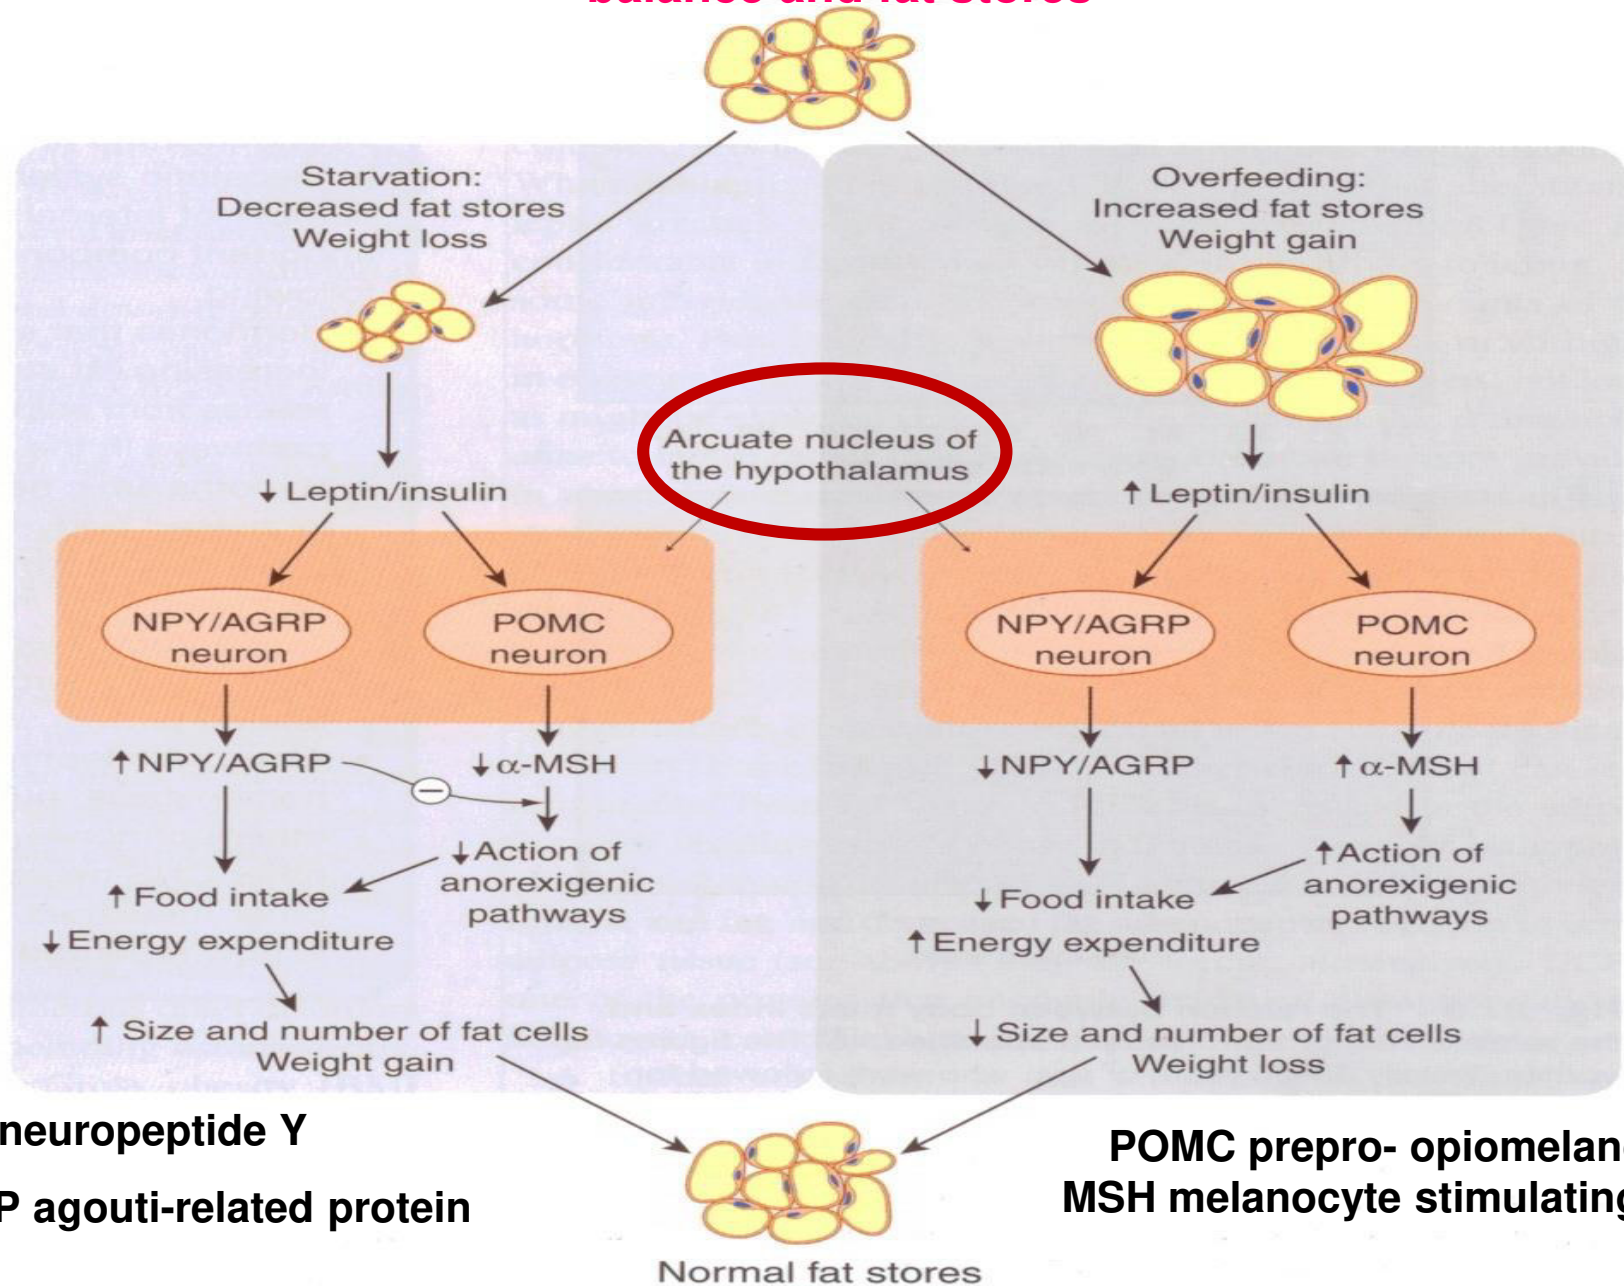 balance and fat stores
Starvation:
Decreased fat stores
Weight loss
Overfeeding:
Increased fat stores
Weight gain
Arcuate nucleus of
the hypothalamus
↓ Leptin/insulin
↑ Leptin/insulin
NPY/AGRP
neuron
POMC
neuron
NPY/AGRP
neuron
POMC
neuron
↑ NPY/AGRP
−
↓ α-MSH
↓ NPY/AGRP
↑ α-MSH
↓ Action of
anorexigenic
pathways
↑ Action of
anorexigenic
pathways
↑ Food intake
↓ Energy expenditure
↓ Food intake
↑ Energy expenditure
↑ Size and number of fat cells
Weight gain
↓ Size and number of fat cells
Weight loss
neuropeptide Y
P agouti-related protein
POMC prepro- opiomelan
MSH melanocyte stimulating
Normal fat stores